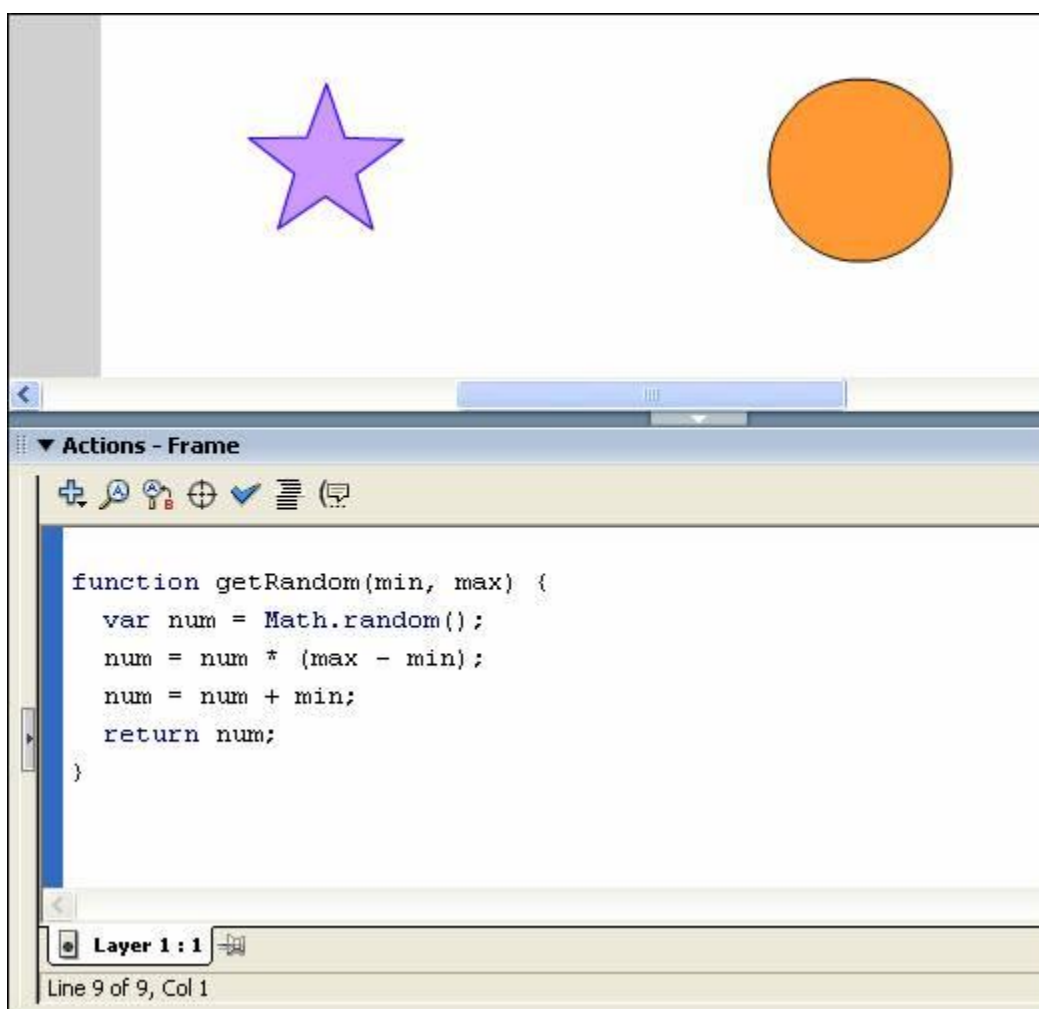 Actions - Frame
function getRandom(min, max) {
var num = Math.random();
num = num * (max - min);
num = num + min;
return num;
}
Layer 1 : 1
Line 9 of 9, Col 1